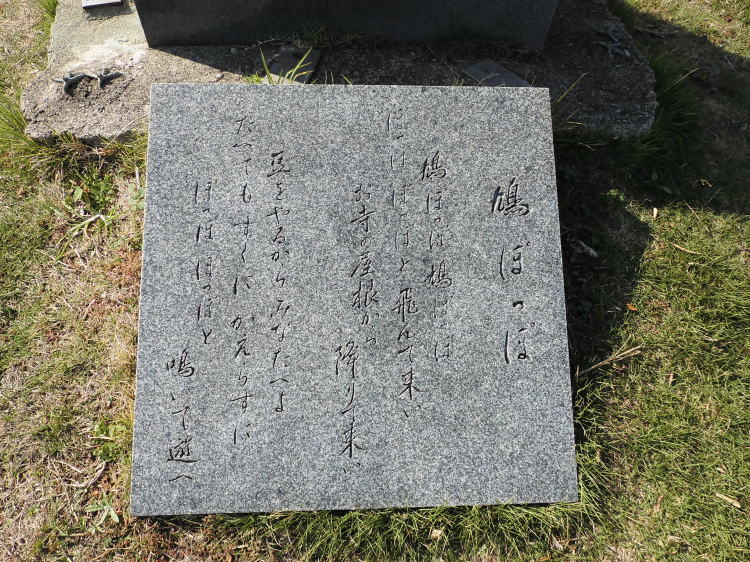 鳩ぽっぽ
鳩ぽっぽ 鳩ぽっぽ
ぽっぽぽっぽと飛んで来い
お寺の屋根から降りて来い
豆をやるからみなたべよ
たべてもすぐにかえらずに
ぽっぽぽっぽと鳴いて遊べ